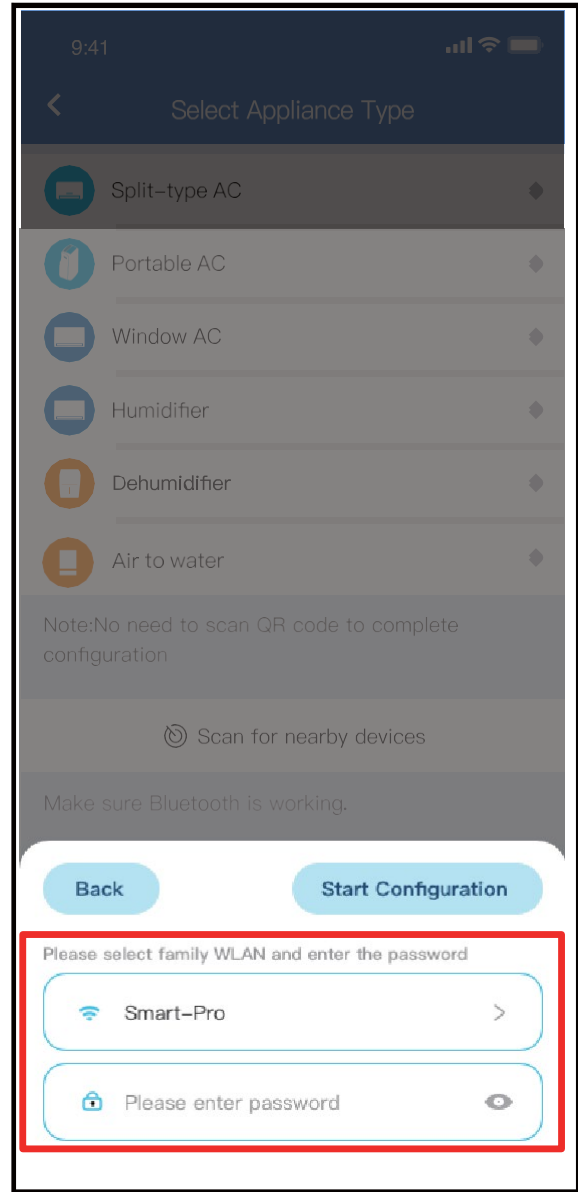 9:41
Select Appliance Type
Split-type AC
Portable AC
Window AC
Humidifier
Dehumidifier
Air to water
Note:No need to scan QR code to complete
configuration
Scan for nearby devices
Make sure Bluetooth is working.
Back
Start Configuration
Please select family WLAN and enter the password
Smart-Pro
Please enter password